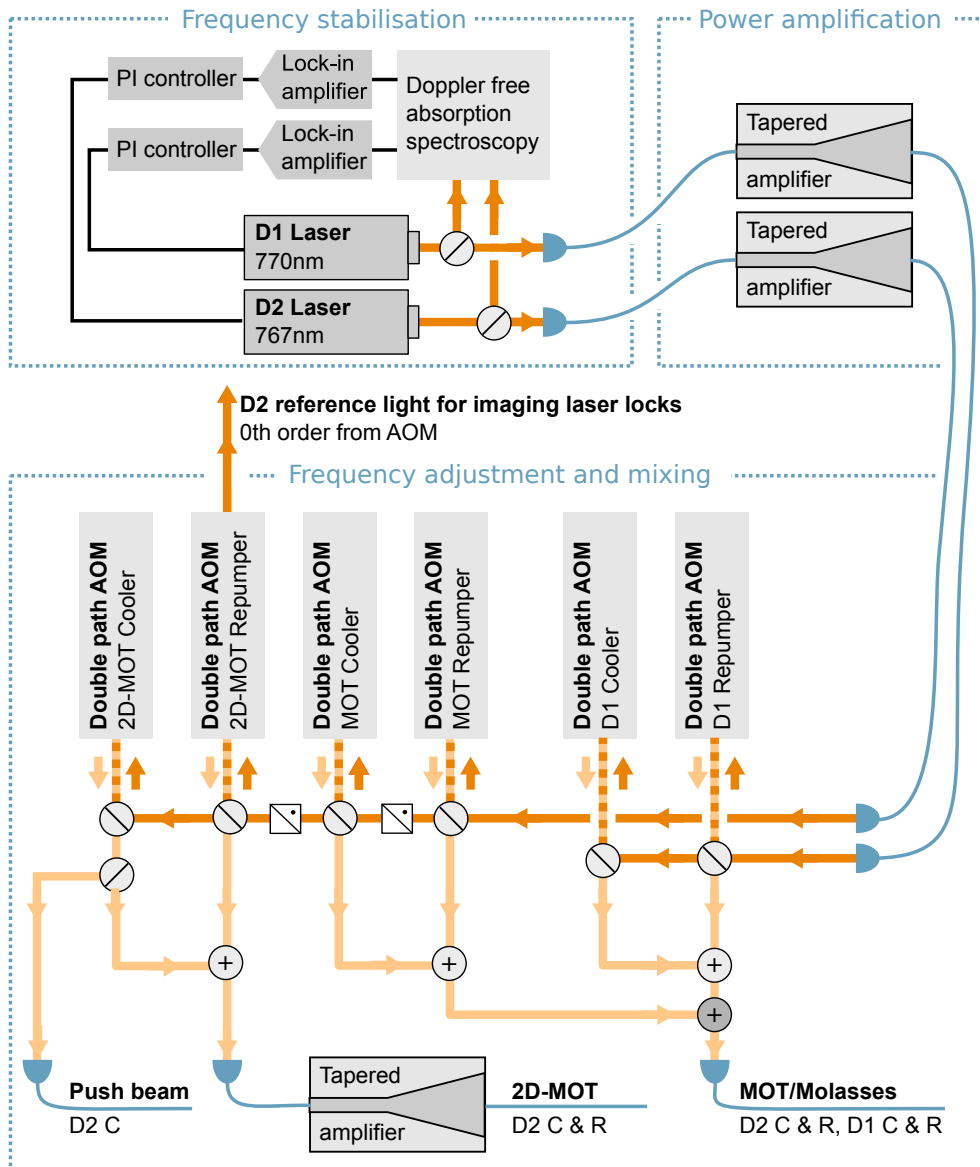 Frequency stabilisation
Power amplification
PI controller
Lock-in
amplifier
Doppler free
absorption
spectroscopy
PI controller
Lock-in
amplifier
D1 Laser
770nm
D2 Laser
767nm
Tapered
amplifier
Tapered
amplifier
D2 reference light for imaging laser locks
0th order from AOM
Frequency adjustment and mixing
Double path AOM
2D-MOT Cooler
Double path AOM
2D-MOT Repumper
Double path AOM
MOT Cooler
Double path AOM
MOT Repumper
Double path AOM
D1 Cooler
Double path AOM
D1 Repumper
+
+
+
+
Push beam
D2 C
Tapered
amplifier
2D-MOT
D2 C & R
MOT/Molasses
D2 C & R, D1 C & R